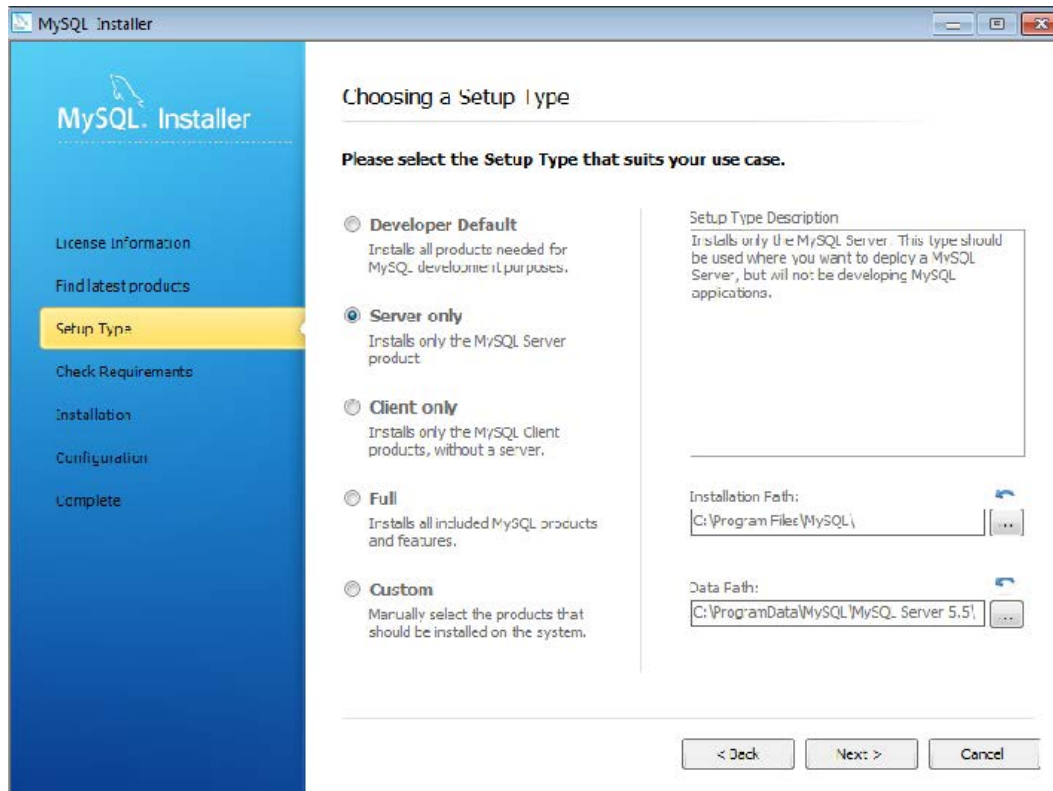 MySQL Installer
MySQL. Installer
License Information
Find latest products
Setup Type
Check Requirements
Installation
Configuration
Complete
Choosing a Setup Type
Please select the Setup Type that suits your use case.
Developer Default
Installs all products needed for
MySQL development purposes.
Server only
Installs only the MySQL Server
product
Client only
Installs only the MySQL Client
products, without a server.
Full
Installs all included MySQL products
and features.
Custom
Manually select the products that
should be installed on the system.
Setup Type Description
Installs only the MySQL Server. This type should
be used where you want to deploy a MySQL
Server, but will not be developing MySQL
applications.
Installation Path:
C:\Program Files\MySQL\
...
Data Path:
C:\ProgramData\MySQL\MySQL Server 5.5\
...
< Back
Next >
Cancel